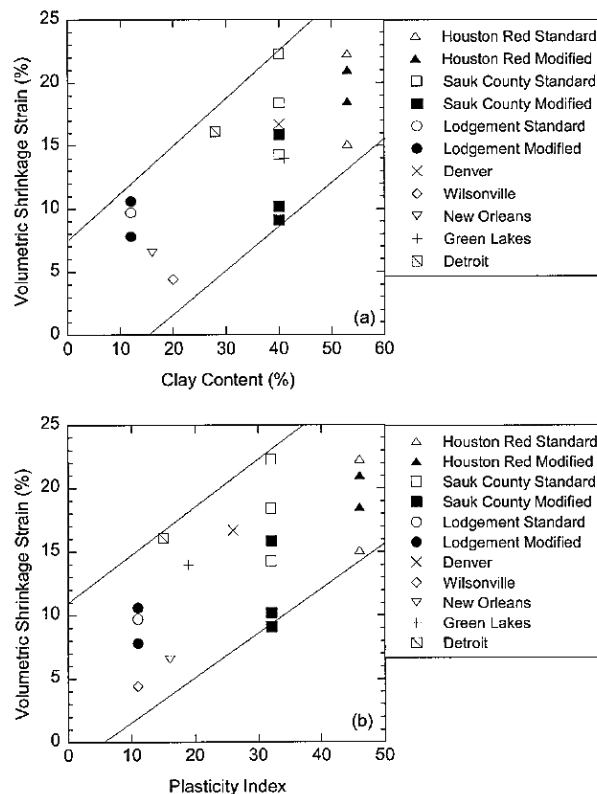 25
20
15
10
5
0
Volumetric Shrinkage Strain (%)
(a)
0 10 20 30 40 50 60
Clay Content (%)
Houston Red Standard
Houston Red Modified
Sauk County Standard
Sauk County Modified
Lodgement Standard
Lodgement Modified
Denver
Wilsonville
New Orleans
Green Lakes
Detroit
25
20
15
10
5
0
Volumetric Shrinkage Strain (%)
(b)
0 10 20 30 40 50
Plasticity Index
Houston Red Standard
Houston Red Modified
Sauk County Standard
Sauk County Modified
Lodgement Standard
Lodgement Modified
Denver
Wilsonville
New Orleans
Green Lakes
Detroit